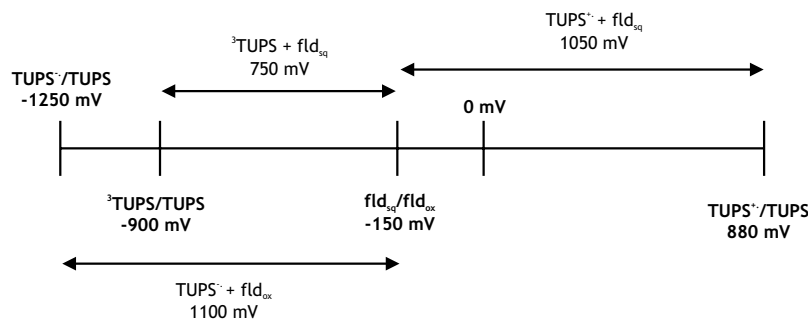 ³TUPS + fld_sq
750 mV
TUPS⁺· + fld_sq
1050 mV
TUPS⁻·/TUPS
-1250 mV
0 mV
³TUPS/TUPS
-900 mV
fld_sq/fld_ox
-150 mV
TUPS⁺·/TUPS
880 mV
TUPS⁻· + fld_ox
1100 mV